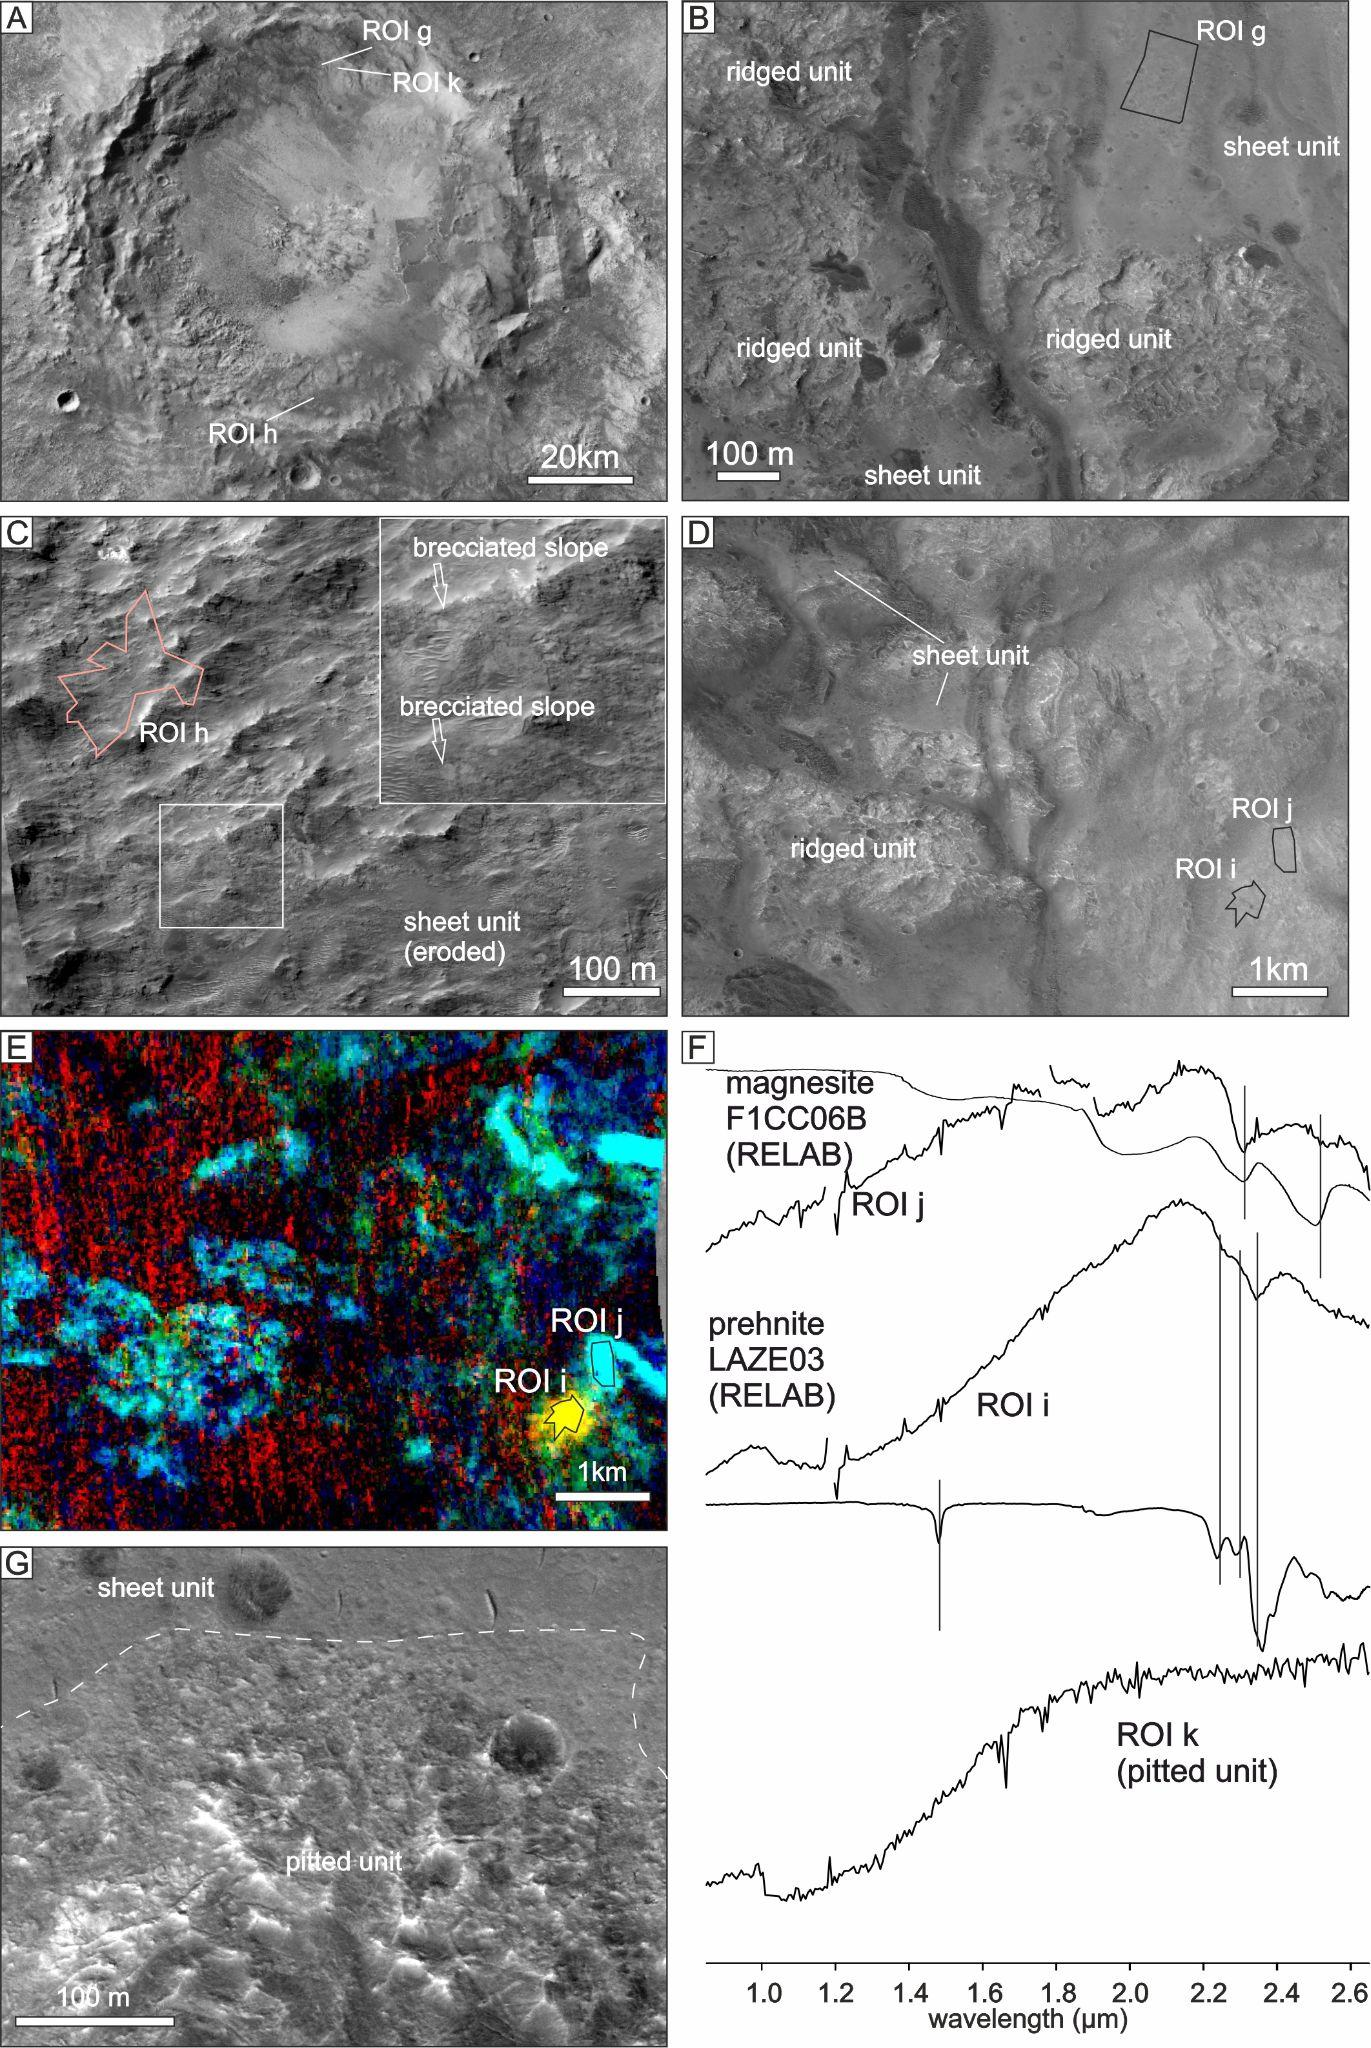 A
ROI g
ROI k
ROI h
20km
B
ROI g
ridged unit
sheet unit
ridged unit
ridged unit
100 m
sheet unit
C
brecciated slope
brecciated slope
ROI h
sheet unit
(eroded)
100 m
D
sheet unit
ridged unit
ROI j
ROI i
1km
E
ROI j
ROI i
1km
F
magnesite
F1CC06B
(RELAB)
ROI j
prehnite
LAZE03
(RELAB)
ROI i
ROI k
(pitted unit)
1.0 1.2 1.4 1.6 1.8 2.0 2.2 2.4 2.6
wavelength (µm)
G
sheet unit
pitted unit
100 m